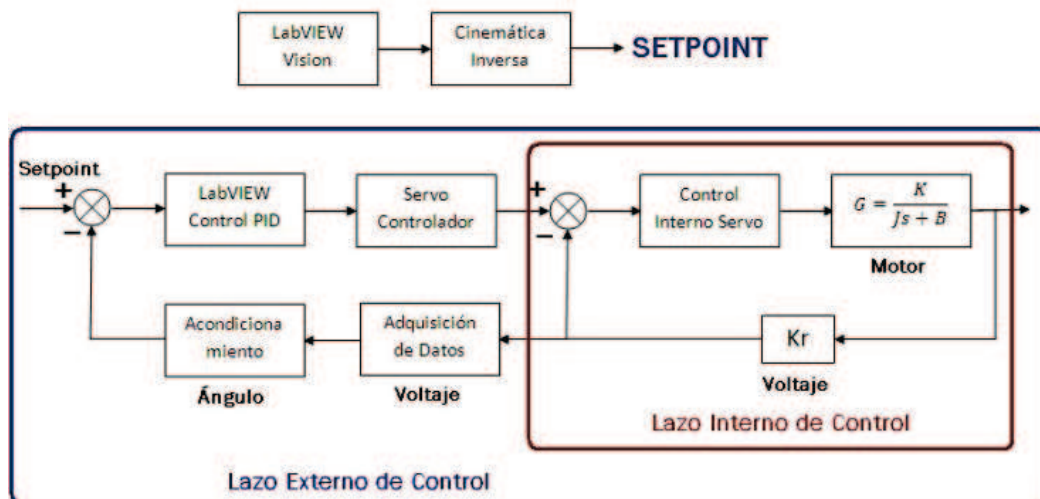 LabVIEW
Vision
Cinemática
Inversa
SETPOINT
Setpoint
+
−
LabVIEW
Control PID
Servo
Controlador
+
−
Control
Interno Servo
G = K / Js + B
Motor
Acondiciona
miento
Ángulo
Adquisición
de Datos
Voltaje
Kr
Voltaje
Lazo Interno de Control
Lazo Externo de Control